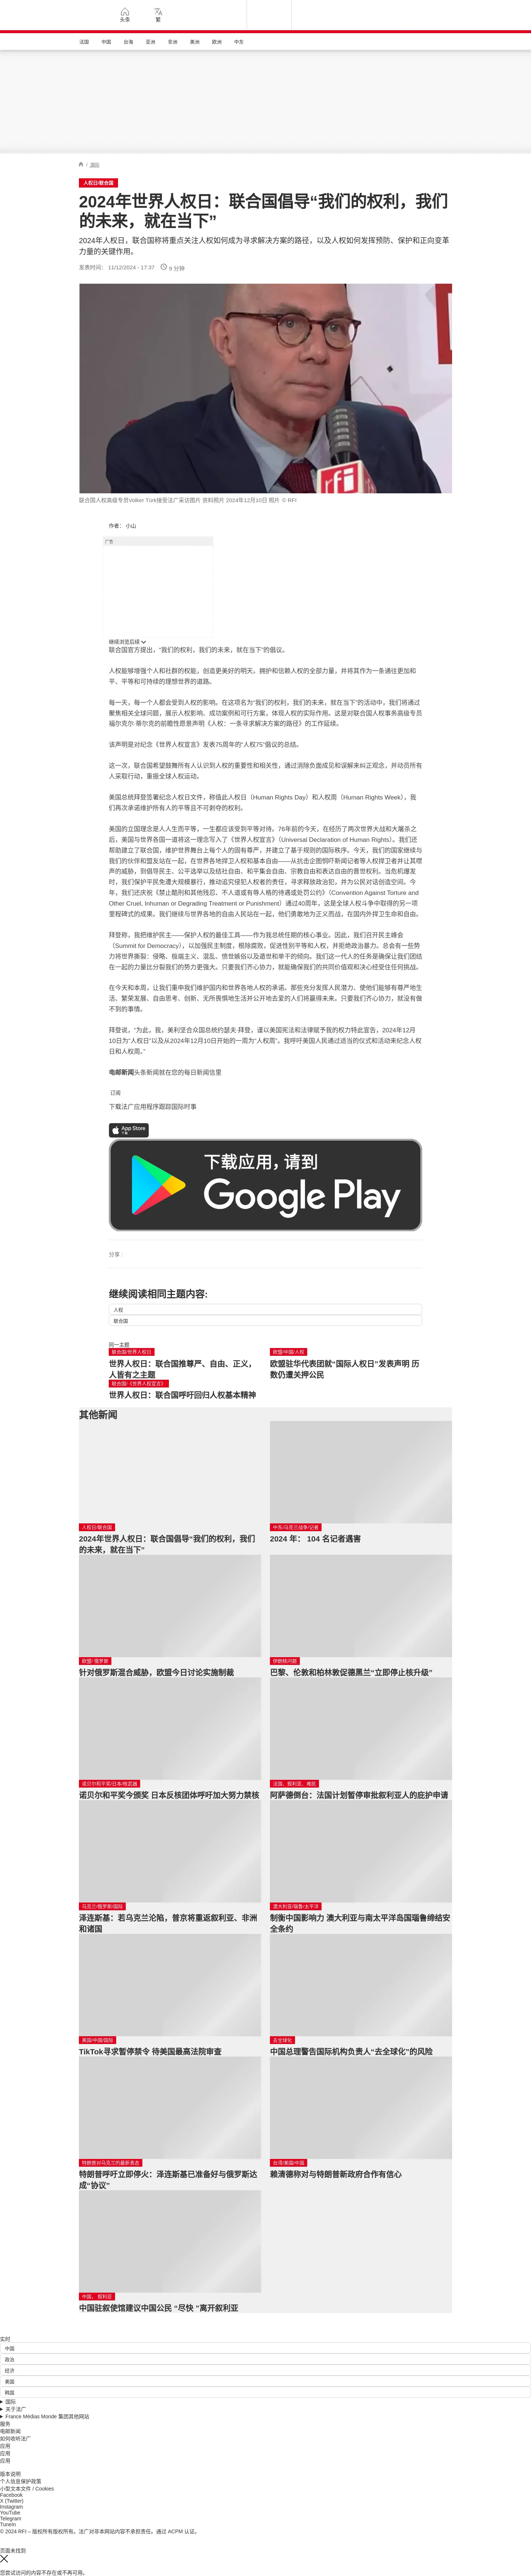 头条
繁
法国
中国
台海
亚洲
非洲
美洲
欧洲
中东
/ 国际
人权日/联合国
2024年世界人权日：联合国倡导“我们的权利，我们
的未来，就在当下”
2024年人权日，联合国称将重点关注人权如何成为寻求解决方案的路径，以及人权如何发挥预防、保护和正向变革
力量的关键作用。
发表时间： 11/12/2024 - 17:37
9 分钟
rfi
联合国人权高级专员Volker Türk接受法广采访图片 资料照片 2024年12月10日 照片 © RFI
作者： 小山
广告
继续浏览后续
联合国官方提出，“我们的权利，我们的未来，就在当下”的倡议。
人权能够增强个人和社群的权能，创造更美好的明天。拥护和信赖人权的全部力量，并将其作为一条通往更加和
平、平等和可持续的理想世界的道路。
每一天，每一个人都会受到人权的影响。在这项名为“我们的权利，我们的未来，就在当下”的活动中，我们将通过
聚焦相关全球问题，展示人权影响、成功案例和可行方案，体现人权的实际作用。这是对联合国人权事务高级专员
福尔克尔·蒂尔克的前瞻性愿景声明《人权：一条寻求解决方案的路径》的工作延续。
该声明是对纪念《世界人权宣言》发表75周年的“人权75”倡议的总结。
这一次，联合国希望鼓舞所有人认识到人权的重要性和相关性，通过消除负面成见和误解来纠正观念，并动员所有
人采取行动，重振全球人权运动。
美国总统拜登签署纪念人权日文件，称值此人权日（Human Rights Day）和人权周（Human Rights Week），我
们再次承诺维护所有人的平等且不可剥夺的权利。
美国的立国理念是人人生而平等，一生都应该受到平等对待。76年前的今天，在经历了两次世界大战和大屠杀之
后，美国与世界各国一道将这一理念写入了《世界人权宣言》（Universal Declaration of Human Rights）。我们还
帮助建立了联合国，维护世界舞台上每个人的固有尊严，并建立了基于规则的国际秩序。今天，我们的国家继续与
我们的伙伴和盟友站在一起，在世界各地捍卫人权和基本自由——从抗击企图恫吓新闻记者等人权捍卫者并让其噤
声的威胁，到倡导民主、公平选举以及结社自由、和平集会自由、宗教自由和表达自由的普世权利。当危机爆发
时，我们保护平民免遭大规模暴行，推动追究侵犯人权者的责任，寻求释放政治犯，并为公民对话创造空间。今
年，我们还庆祝《禁止酷刑和其他残忍、不人道或有辱人格的待遇或处罚公约》（Convention Against Torture and
Other Cruel, Inhuman or Degrading Treatment or Punishment）通过40周年，这是全球人权斗争中取得的另一项
里程碑式的成果。我们继续与世界各地的自由人民站在一起，他们勇敢地为正义而战，在国内外捍卫生命和自由。
拜登称，我把维护民主——保护人权的最佳工具——作为我总统任期的核心事业。因此，我们召开民主峰会
（Summit for Democracy），以加强民主制度，根除腐败，促进性别平等和人权，并拒绝政治暴力。总会有一些势
力将世界撕裂：侵略、极端主义、混乱、愤世嫉俗以及遁世和单干的倾向。我们这一代人的任务是确保让我们团结
在一起的力量比分裂我们的势力更强大。只要我们齐心协力，就能确保我们的共同价值观和决心经受住任何挑战。
在今天和本周，让我们重申我们维护国内和世界各地人权的承诺。那些充分发挥人民潜力、使他们能够有尊严地生
活、繁荣发展、自由思考、创新、无所畏惧地生活并公开地去爱的人们将赢得未来。只要我们齐心协力，就没有做
不到的事情。
拜登说，“为此，我，美利坚合众国总统约瑟夫·拜登，谨以美国宪法和法律赋予我的权力特此宣告，2024年12月
10日为“人权日”以及从2024年12月10日开始的一周为“人权周”。我呼吁美国人民通过适当的仪式和活动来纪念人权
日和人权周。”
电邮新闻头条新闻就在您的每日新闻信里
订阅
下载法广应用程序跟踪国际时事
App Store
下载应用，请到
Google Play
分享 :
继续阅读相同主题内容:
人权
联合国
同一主题
联合国/世界人权日
世界人权日：联合国推尊严、自由、正义，
人皆有之主题
欧盟/中国/人权
欧盟驻华代表团就“国际人权日”发表声明 历
数仍遭关押公民
联合国/《世界人权宣言》
世界人权日：联合国呼吁回归人权基本精神
其他新闻
人权日/联合国
2024年世界人权日：联合国倡导“我们的权利，我们
的未来，就在当下”
中东/乌克兰战争/记者
2024 年： 104 名记者遇害
欧盟/ 俄罗斯
针对俄罗斯混合威胁，欧盟今日讨论实施制裁
伊朗核问题
巴黎、伦敦和柏林敦促德黑兰“立即停止核升级”
诺贝尔和平奖/日本/核武器
诺贝尔和平奖今颁奖 日本反核团体呼吁加大努力禁核
法国、叙利亚、难民
阿萨德倒台：法国计划暂停审批叙利亚人的庇护申请
乌克兰/俄罗斯/国际
泽连斯基：若乌克兰沦陷，普京将重返叙利亚、非洲
和诸国
澳大利亚/瑙鲁/太平洋
制衡中国影响力 澳大利亚与南太平洋岛国瑙鲁缔结安
全条约
美国/中国/国际
TikTok寻求暂停禁令 待美国最高法院审查
去全球化
中国总理警告国际机构负责人“去全球化”的风险
特朗普对乌克兰的最新表态
特朗普呼吁立即停火：泽连斯基已准备好与俄罗斯达
成“协议”
台湾/美国/中国
赖清德称对与特朗普新政府合作有信心
中国、 叙利亚
中国驻叙使馆建议中国公民 “尽快 ”离开叙利亚
实时
中国
政治
经济
美国
韩国
国际
关于法广
France Médias Monde 集团其他网站
服务
电邮新闻
如何收听法广
应用
应用
应用
版本说明
个人信息保护政策
小型文本文件 / Cookies
Facebook
X (Twitter)
Instagram
YouTube
Telegram
TuneIn
© 2024 RFI – 版权所有版权所有。法广对非本网站内容不承担责任。通过 ACPM 认证。
页面未找到
您尝试访问的内容不存在或不再可用。